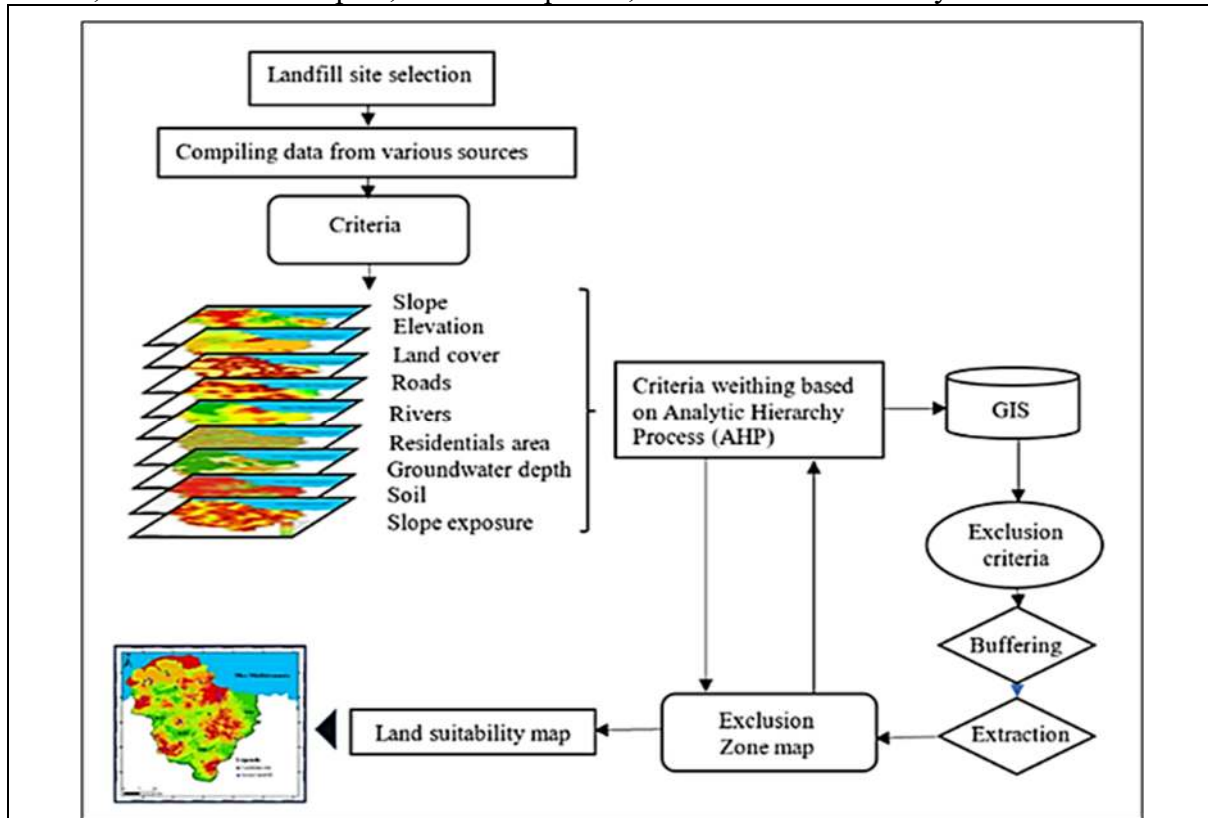 Landfill site selection
Compiling data from various sources
Criteria
Slope
Elevation
Land cover
Roads
Rivers
Residentials area
Groundwater depth
Soil
Slope exposure
Criteria weithing based
on Analytic Hierarchy
Process (AHP)
GIS
Exclusion
criteria
Buffering
Extraction
Exclusion
Zone map
Land suitability map